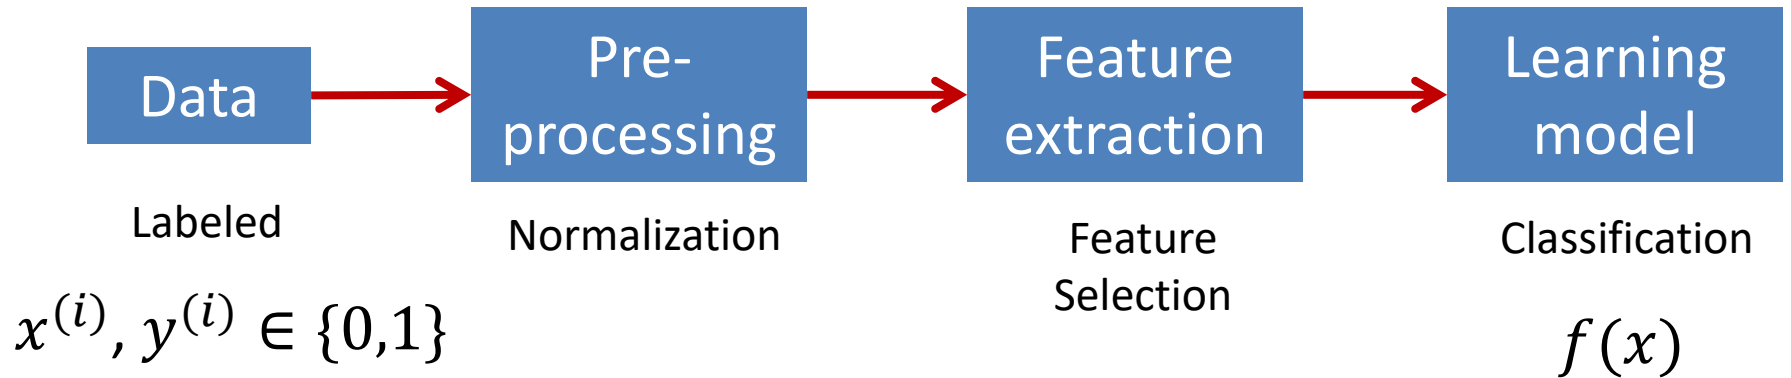 Data
Labeled
x^(i), y^(i) ∈ {0,1}
Pre-
processing
Normalization
Feature
extraction
Feature
Selection
Learning
model
Classification
f(x)